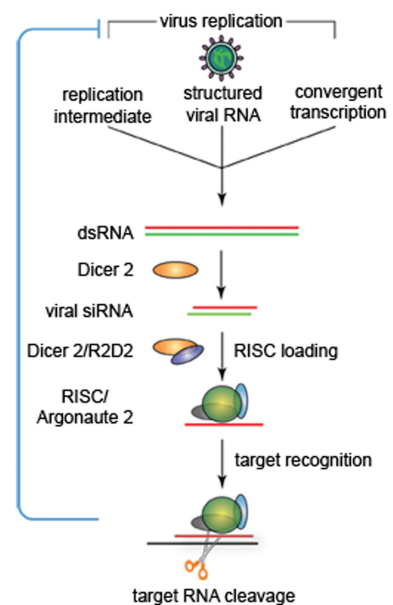 virus replication
replication
intermediate
structured
viral RNA
convergent
transcription
dsRNA
Dicer 2
viral siRNA
Dicer 2/R2D2
RISC loading
RISC/
Argonaute 2
target recognition
target RNA cleavage